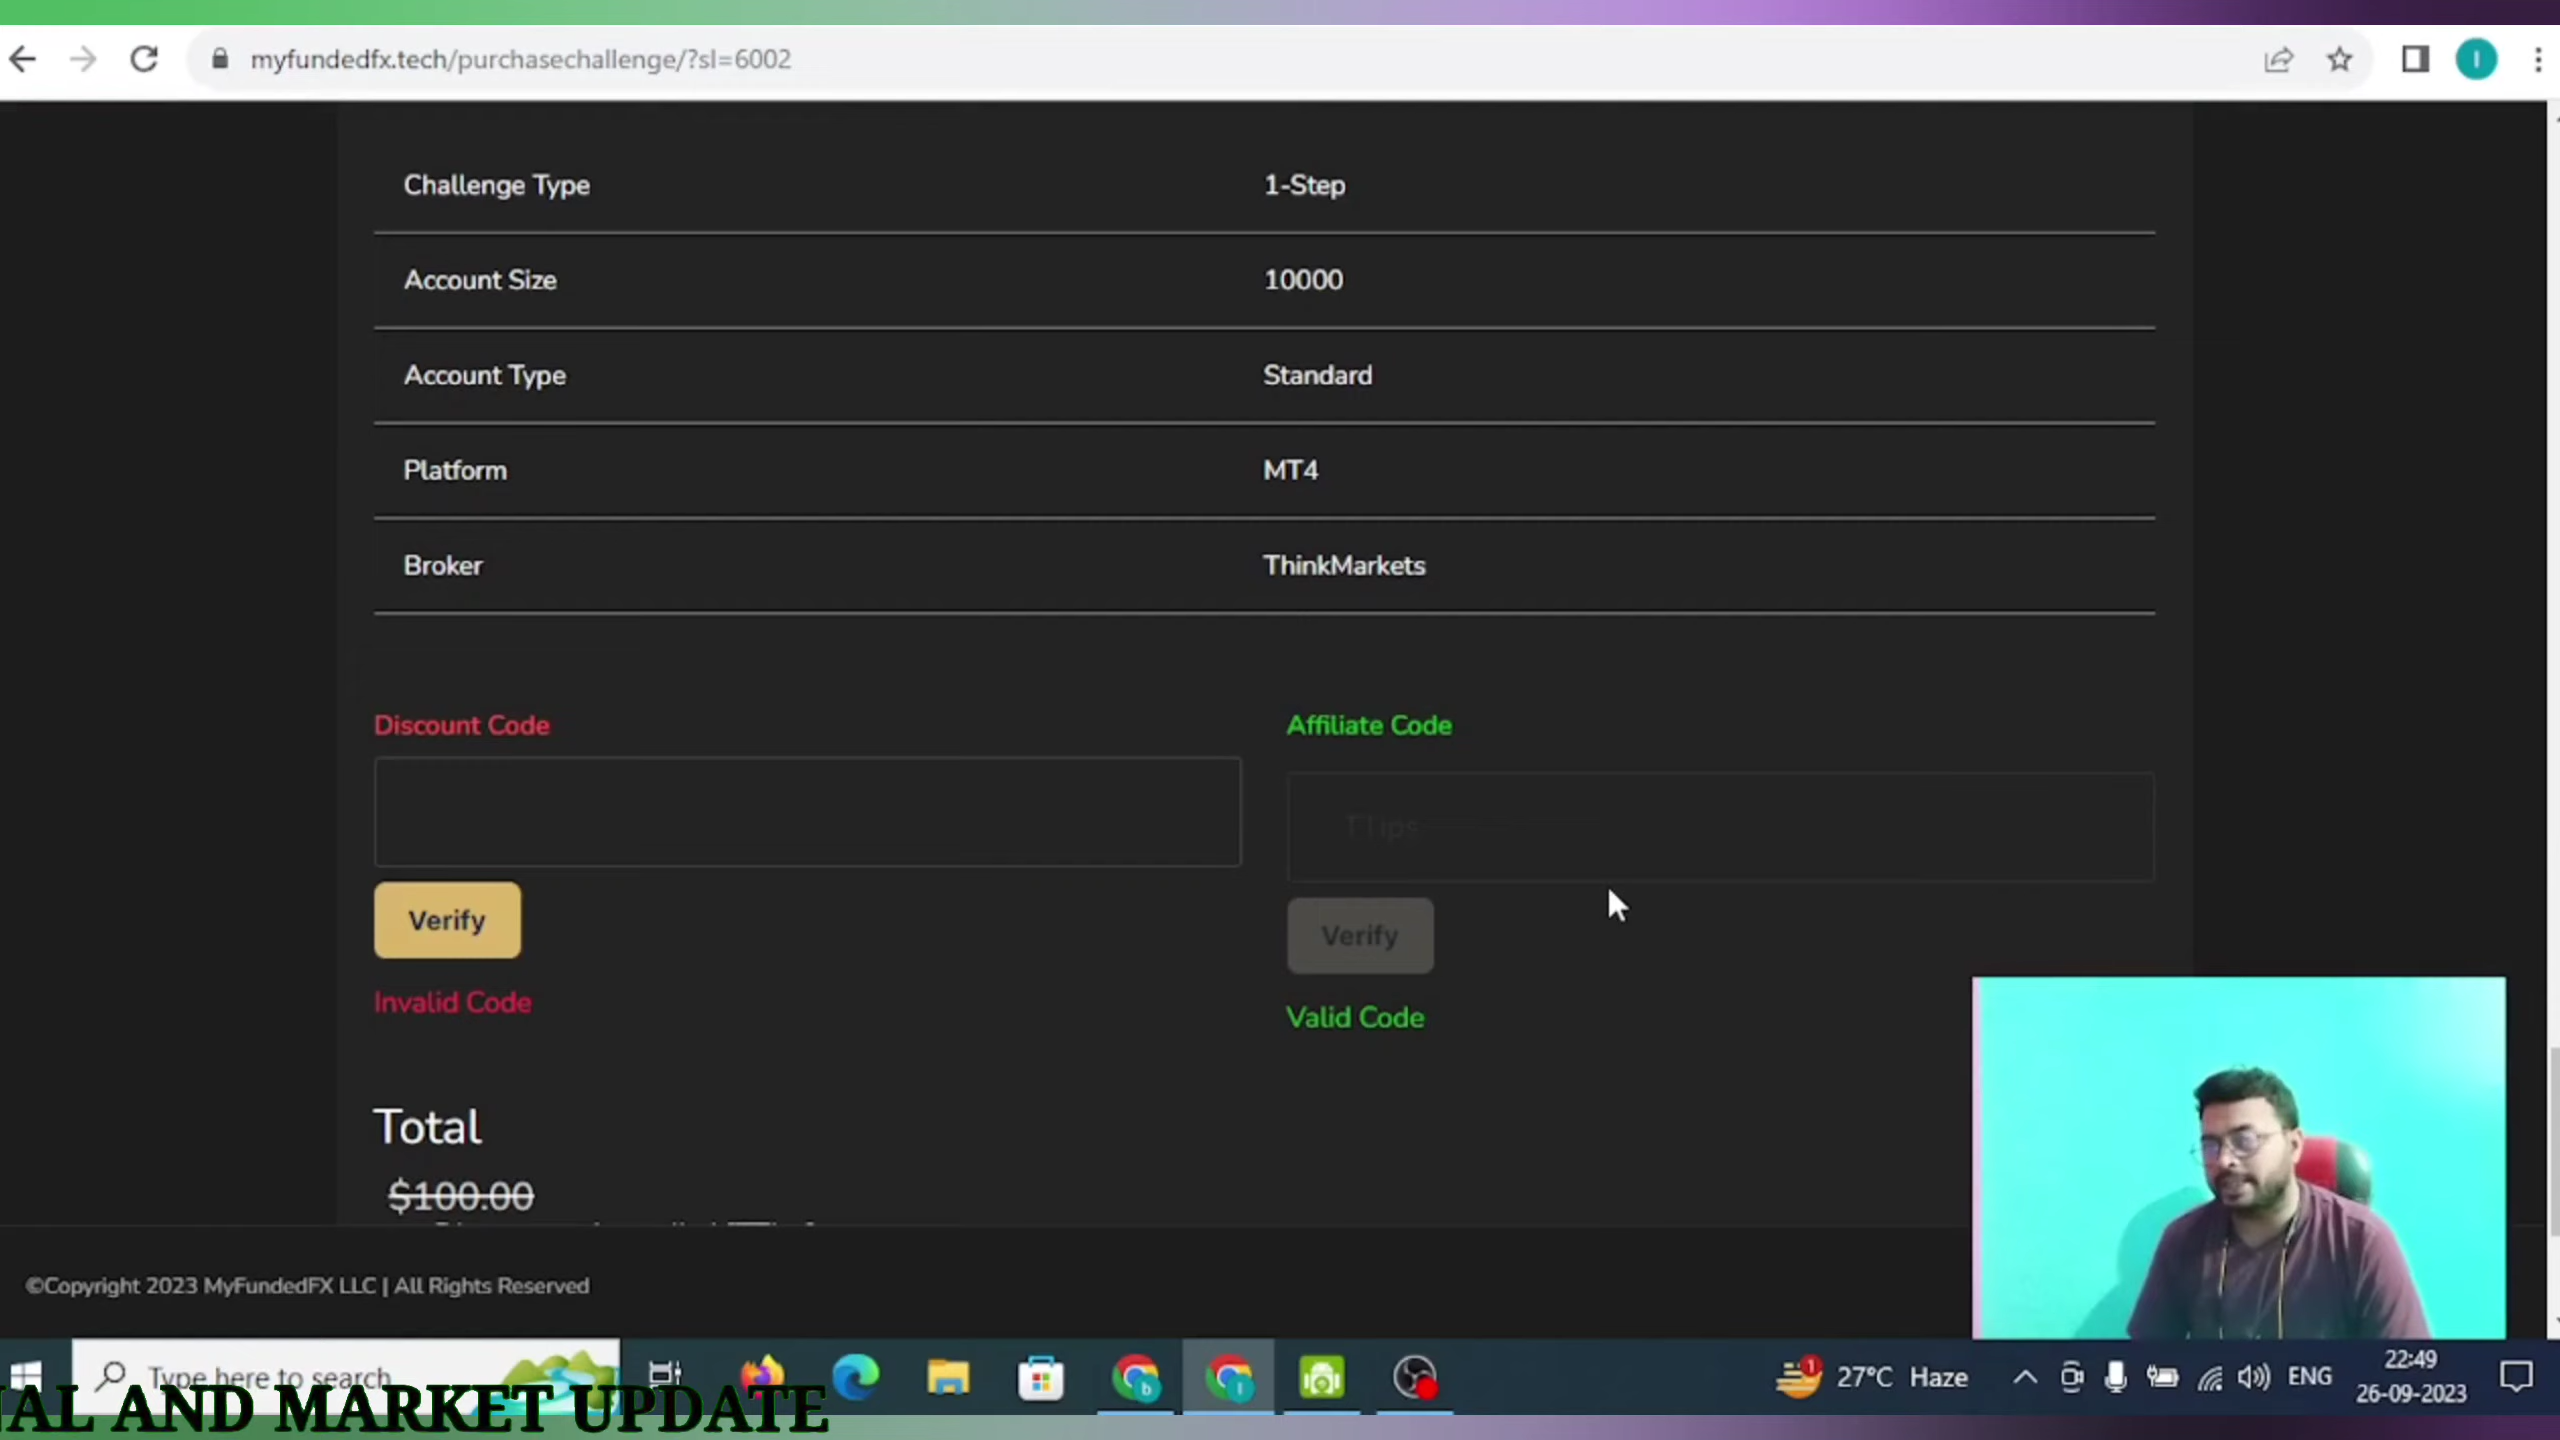 myfundedfx.tech/purchasechallenge/?sl=6002
I
Challenge Type 1-Step
Account Size 10000
Account Type Standard
Platform MT4
Broker ThinkMarkets
Discount Code Affiliate Code
Verify Verify
Invalid Code Valid Code
Total
$100.00
©Copyright 2023 MyFundedFX LLC | All Rights Reserved
Type here to search
b
I
1
27°C Haze
ENG
22:49
26-09-2023
AL AND MARKET UPDATE